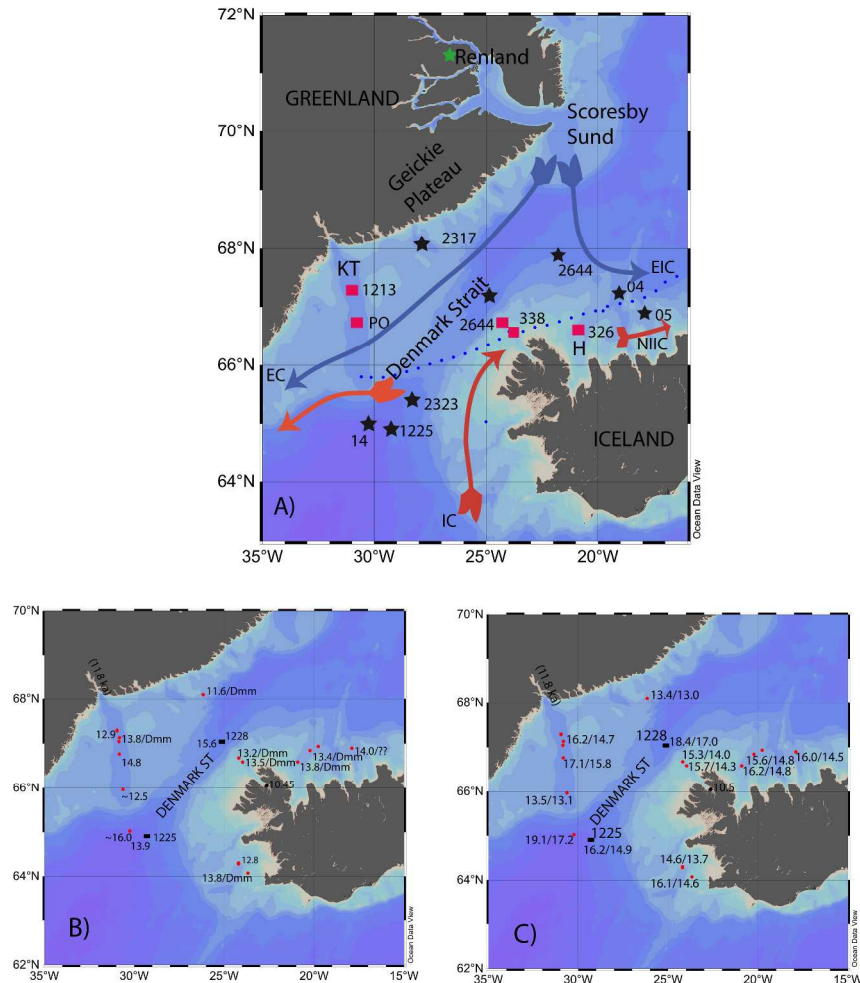 72°N
Renland
GREENLAND
70°N
Scoresby
Sund
Geickie
Plateau
2317
68°N
KT
2644
EIC
04
1213
Denmark Strait
338
05
2644
PO
326
H
NIIC
66°N
EC
2323
14
1225
ICELAND
64°N
A)
IC
Ocean Data View
35°W
30°W
25°W
20°W
70°N
(11.8 ka)
68°N
11.6/Dmm
12.9
13.8/Dmm
1228
15.6
14.0/??
13.2/Dmm
13.4/Dmm
14.8
13.5/Dmm
13.8/Dmm
66°N
~12.5
DENMARK ST
10.45
~16.0
1225
13.9
12.8
64°N
13.8/Dmm
B)
Ocean Data View
62°N
35°W
30°W
25°W
20°W
15°W
70°N
(11.8 ka)
68°N
13.4/13.0
1228
16.2/14.7
18.4/17.0
16.0/14.5
15.3/14.0
15.6/14.8
17.1/15.8
15.7/14.3
16.2/14.8
66°N
13.5/13.1
DENMARK ST
10.5
19.1/17.2
1225
16.2/14.9
14.6/13.7
64°N
16.1/14.6
C)
Ocean Data View
62°N
35°W
30°W
25°W
20°W
15°W